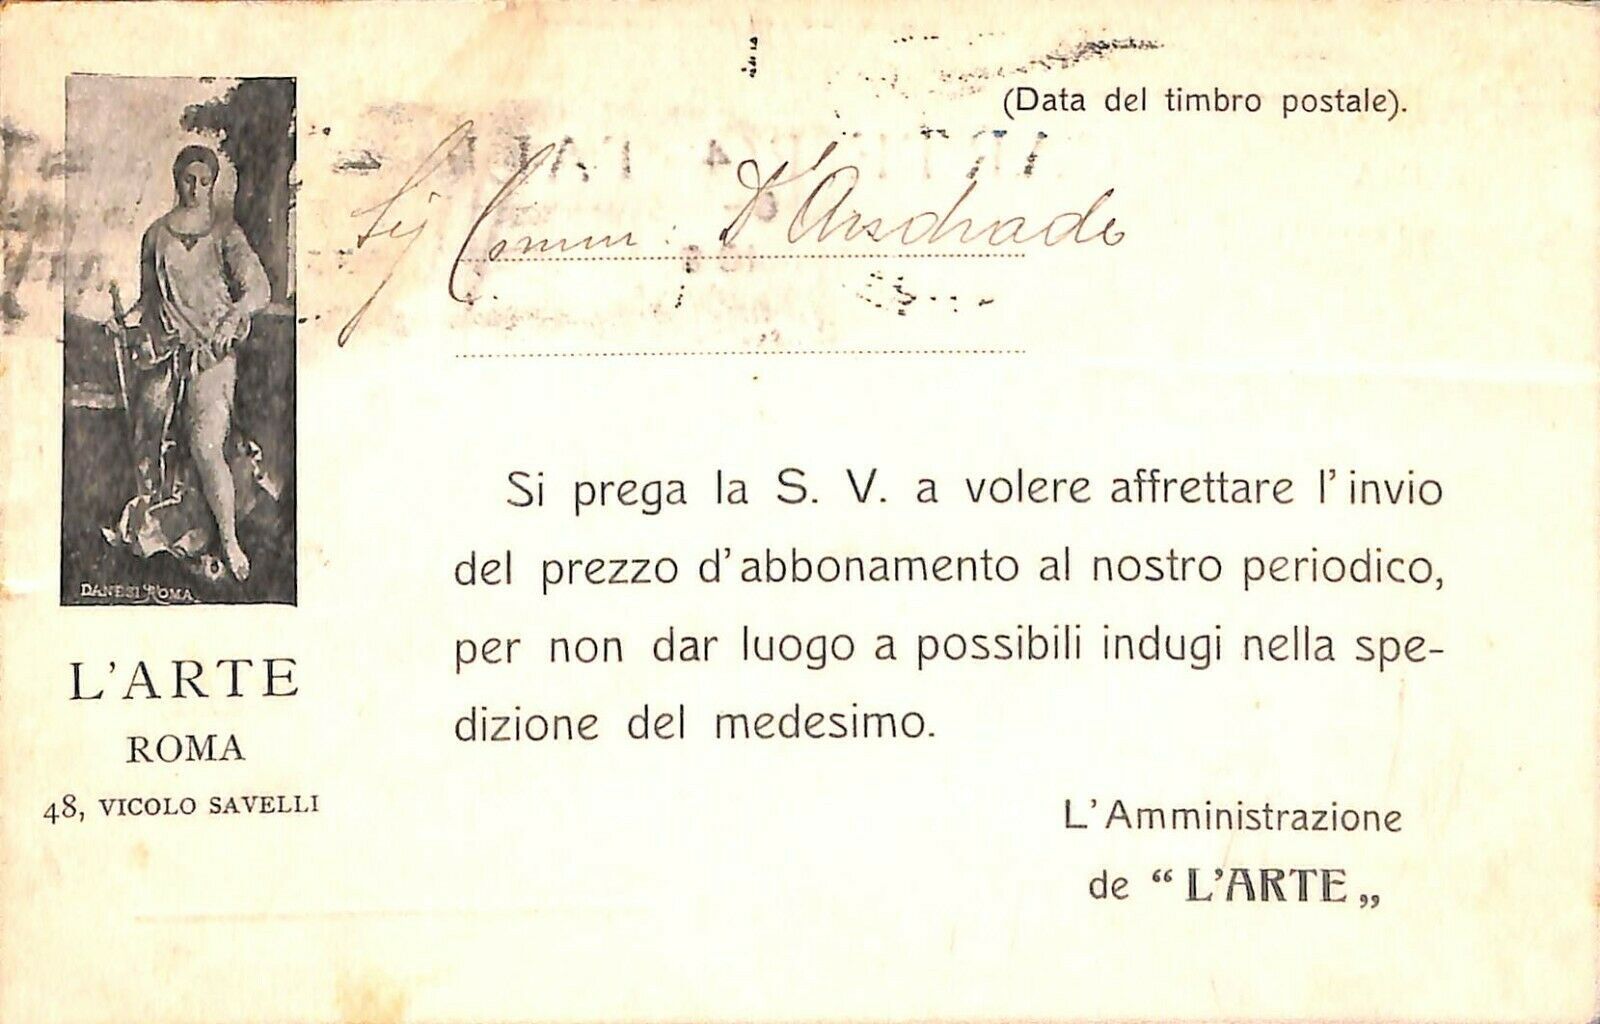 (Data del timbro postale).
Sig Comm: D'Andrade
Si prega la S. V. a volere affrettare l'invio
del prezzo d'abbonamento al nostro periodico,
per non dar luogo a possibili indugi nella spe-
dizione del medesimo.
L'Amministrazione
de “ L'ARTE „
DANESI ROMA
L'ARTE
ROMA
48, VICOLO SAVELLI